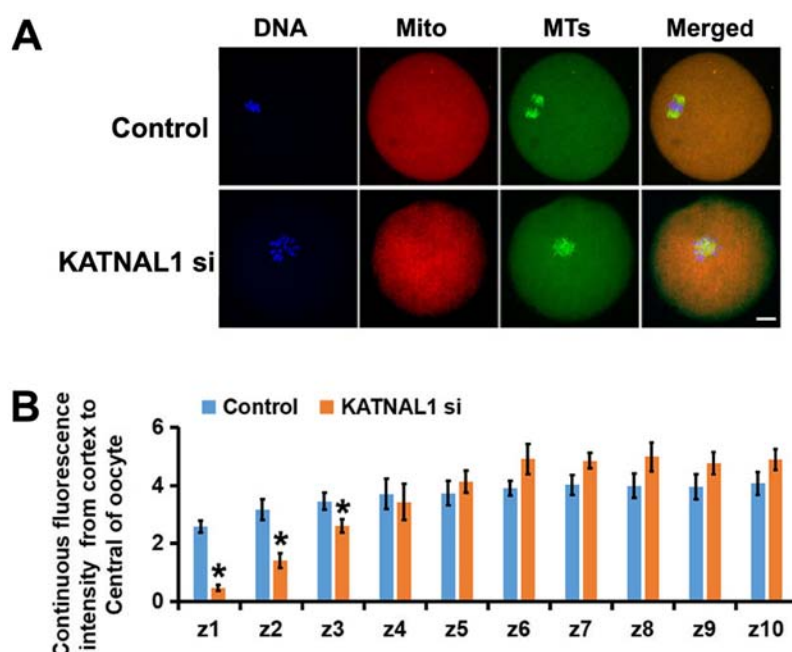 A
DNA Mito MTs Merged
Control
KATNAL1 si
B
Control KATNAL1 si
Continuous fluorescence
intensity from cortex to
Central of oocyte
6
4
2
0
* * *
z1 z2 z3 z4 z5 z6 z7 z8 z9 z10